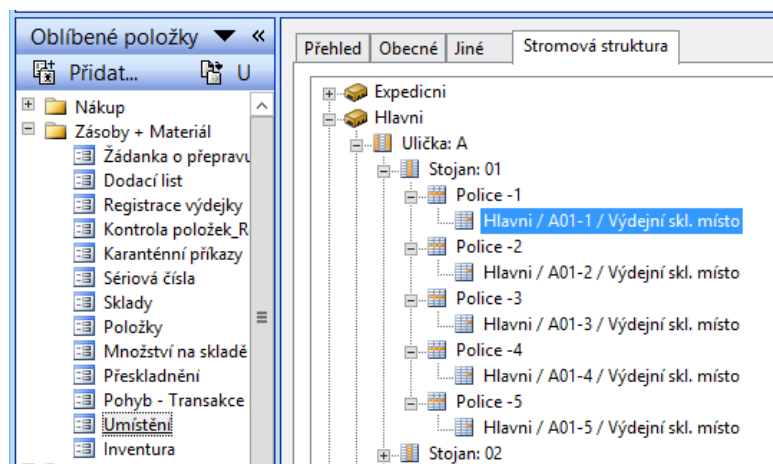 Oblíbené položky
Přidat... U
Nákup
Zásoby + Materiál
Žádanka o přepravu
Dodací list
Registrace výdejky
Kontrola položek_R
Karanténní příkazy
Sériová čísla
Sklady
Položky
Množství na skladě
Přeskladnění
Pohyb - Transakce
Umístění
Inventura
Přehled Obecné Jiné Stromová struktura
Expedicni
Hlavni
Ulička: A
Stojan: 01
Police -1
Hlavni / A01-1 / Výdejní skl. místo
Police -2
Hlavni / A01-2 / Výdejní skl. místo
Police -3
Hlavni / A01-3 / Výdejní skl. místo
Police -4
Hlavni / A01-4 / Výdejní skl. místo
Police -5
Hlavni / A01-5 / Výdejní skl. místo
Stojan: 02